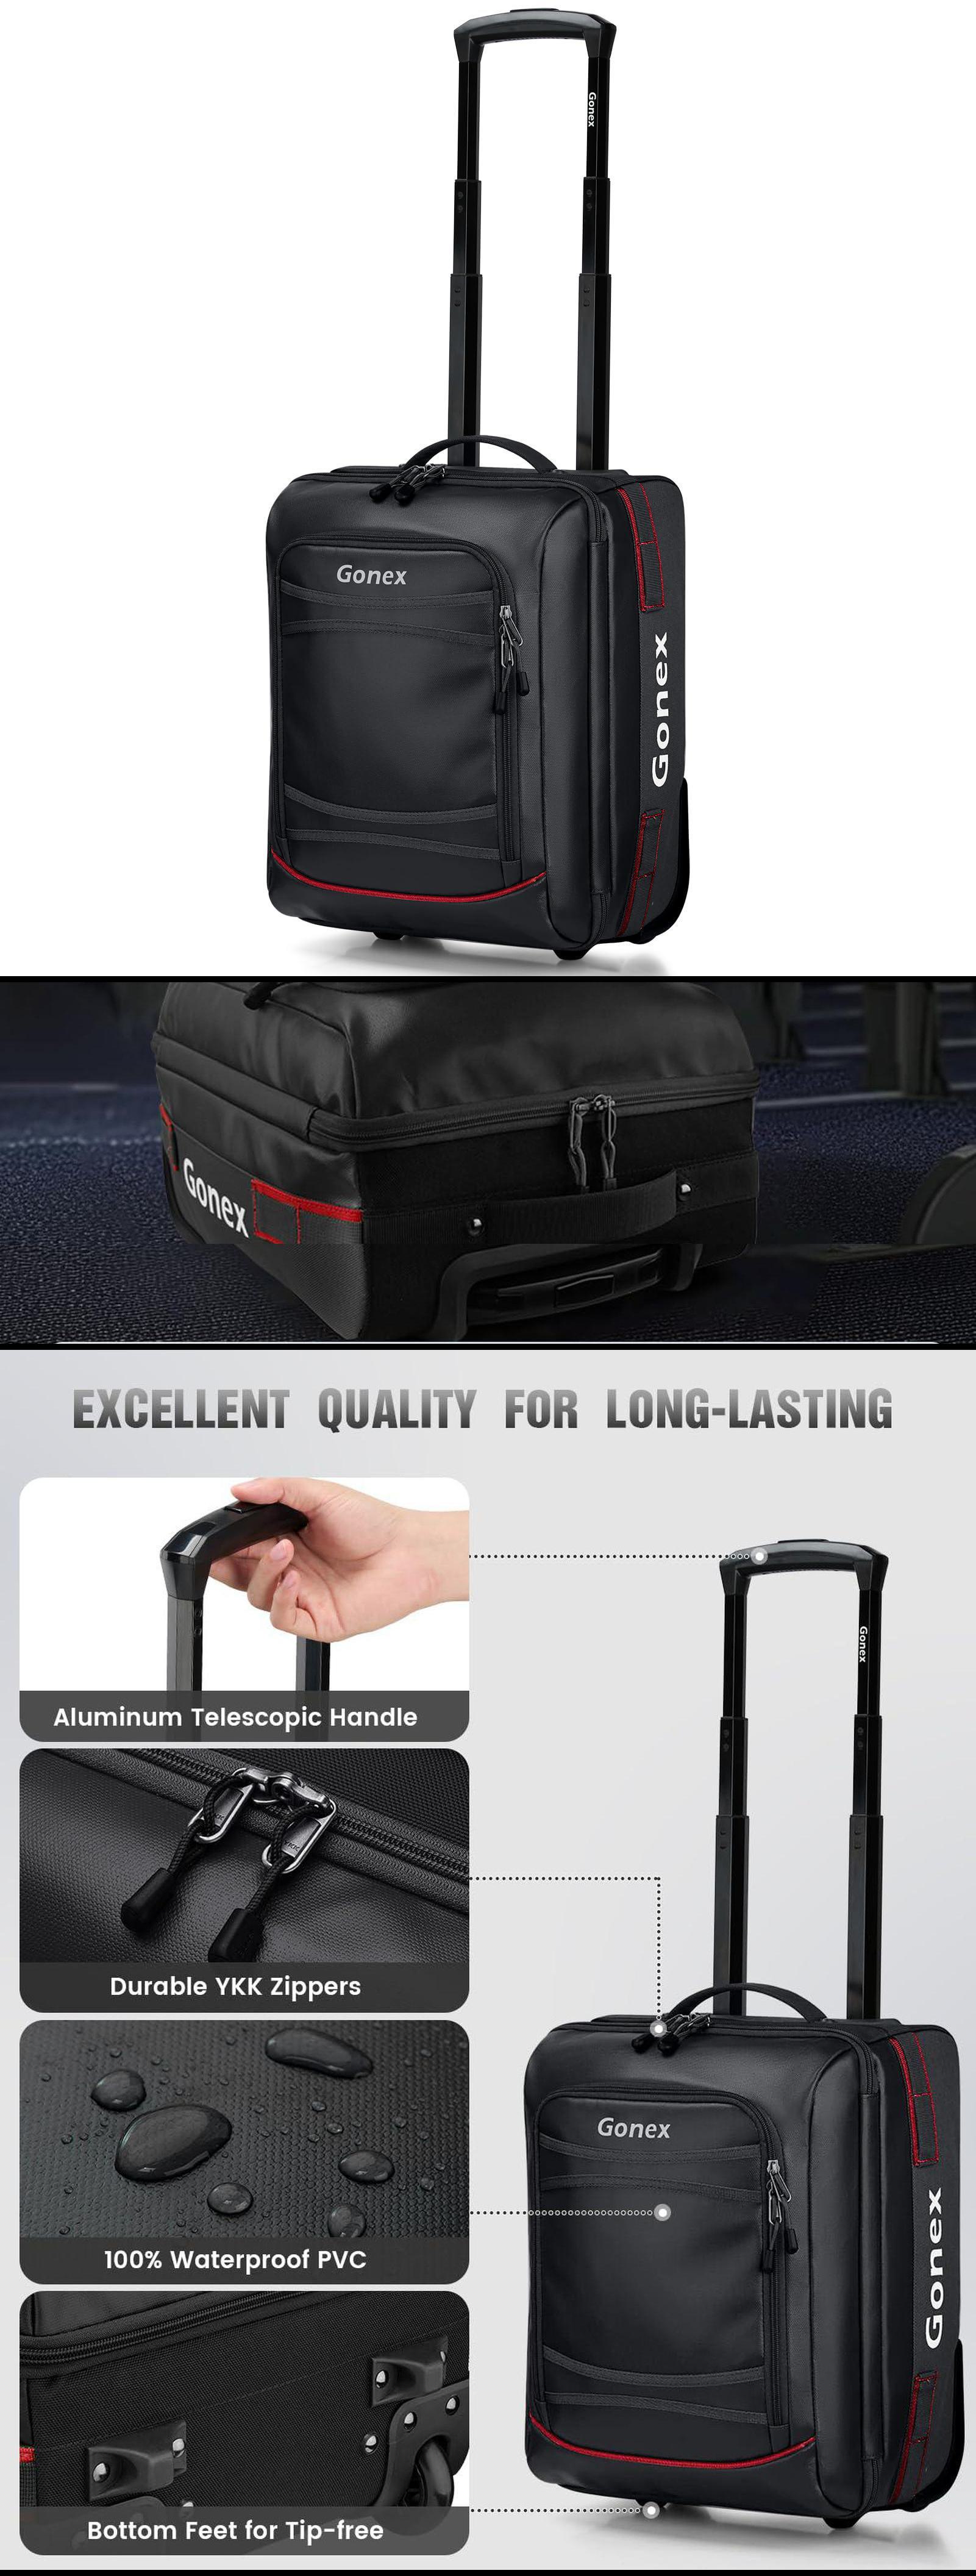 Gonex
Gonex
Gonex
Gonex
EXCELLENT QUALITY FOR LONG-LASTING
Aluminum Telescopic Handle
Gonex
YKK
Durable YKK Zippers
Gonex
100% Waterproof PVC
Gonex
Bottom Feet for Tip-free